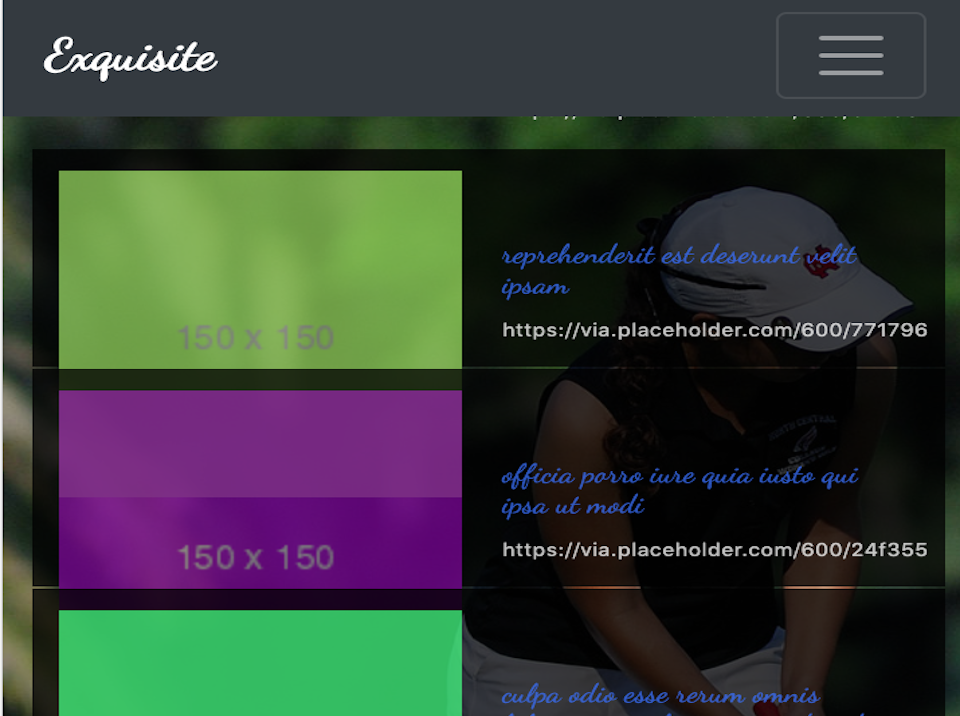 Exquisite
150 x 150
reprehenderit est deserunt velit
ipsam
https://via.placeholder.com/600/771796
150 x 150
officia porro iure quia iusto qui
ipsa ut modi
https://via.placeholder.com/600/24f355
culpa odio esse rerum omnis